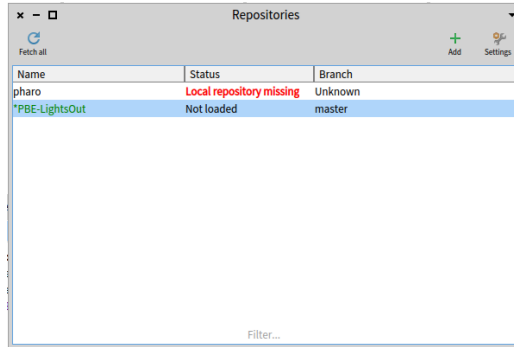 Repositories
Fetch all
Add Settings
Name Status Branch
pharo Local repository missing Unknown
*PBE-LightsOut Not loaded master
Filter...